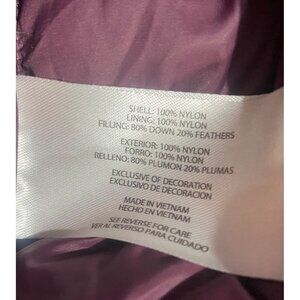 SHELL: 100% NYLON
LINING: 100% NYLON
FILLING: 80% DOWN 20% FEATHERS
EXTERIOR: 100% NYLON
FORRO: 100% NYLON
RELLENO: 80% PLUMON 20% PLUMAS
EXCLUSIVE OF DECORATION
EXCLUSIVO DE DECORACION
MADE IN VIETNAM
HECHO EN VIETNAM
SEE REVERSE FOR CARE
VER AL REVERSO PARA CUIDADO